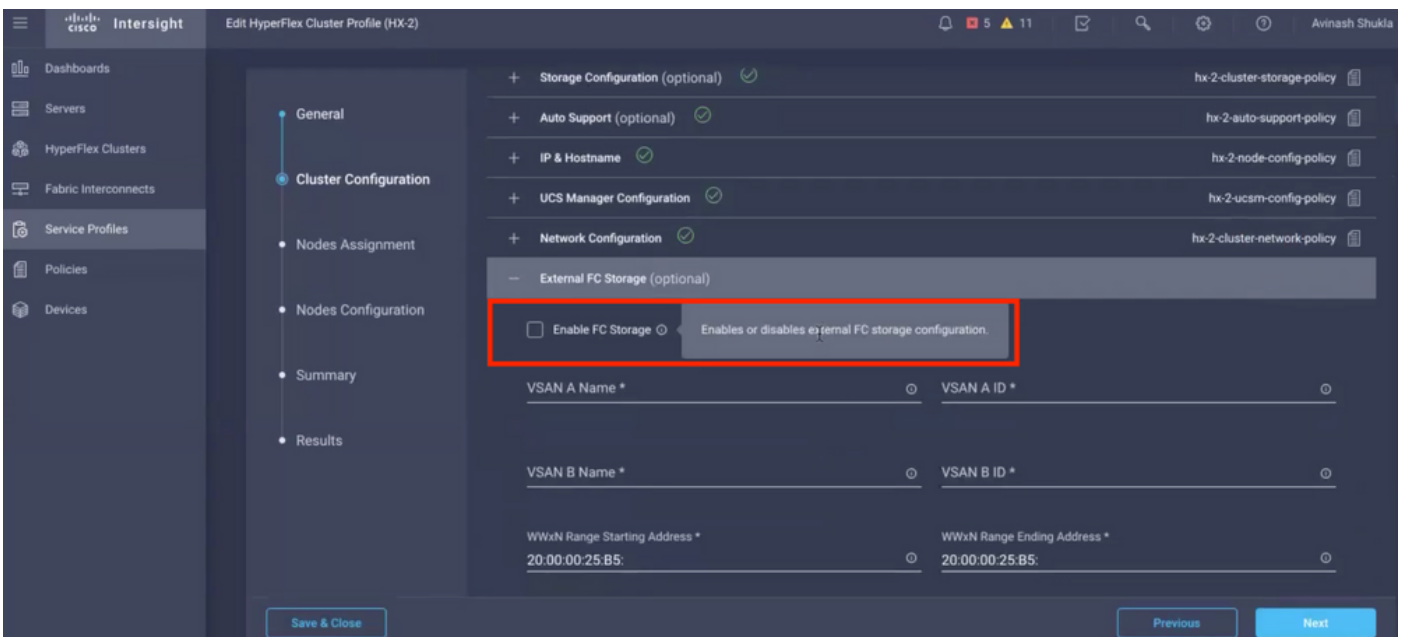 cisco Intersight
Edit HyperFlex Cluster Profile (HX-2)
5 11
Avinash Shukla
Dashboards
Servers
HyperFlex Clusters
Fabric Interconnects
Service Profiles
Policies
Devices
General
Cluster Configuration
Nodes Assignment
Nodes Configuration
Summary
Results
Storage Configuration (optional) hx-2-cluster-storage-policy
Auto Support (optional) hx-2-auto-support-policy
IP & Hostname hx-2-node-config-policy
UCS Manager Configuration hx-2-ucsm-config-policy
Network Configuration hx-2-cluster-network-policy
External FC Storage (optional)
Enable FC Storage Enables or disables external FC storage configuration.
VSAN A Name * VSAN A ID *
VSAN B Name * VSAN B ID *
WWxN Range Starting Address * WWxN Range Ending Address *
20:00:00:25:B5: 20:00:00:25:B5:
Save & Close Previous Next